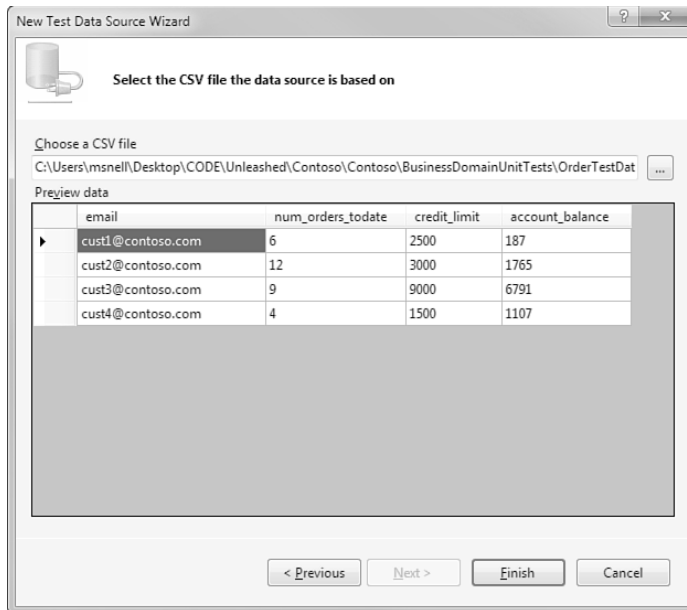 New Test Data Source Wizard
Select the CSV file the data source is based on
Choose a CSV file
C:\Users\msnell\Desktop\CODE\Unleashed\Contoso\Contoso\BusinessDomainUnitTests\OrderTestDat ...
Preview data
email num_orders_todate credit_limit account_balance
cust1@contoso.com 6 2500 187
cust2@contoso.com 12 3000 1765
cust3@contoso.com 9 9000 6791
cust4@contoso.com 4 1500 1107
< Previous Next > Finish Cancel